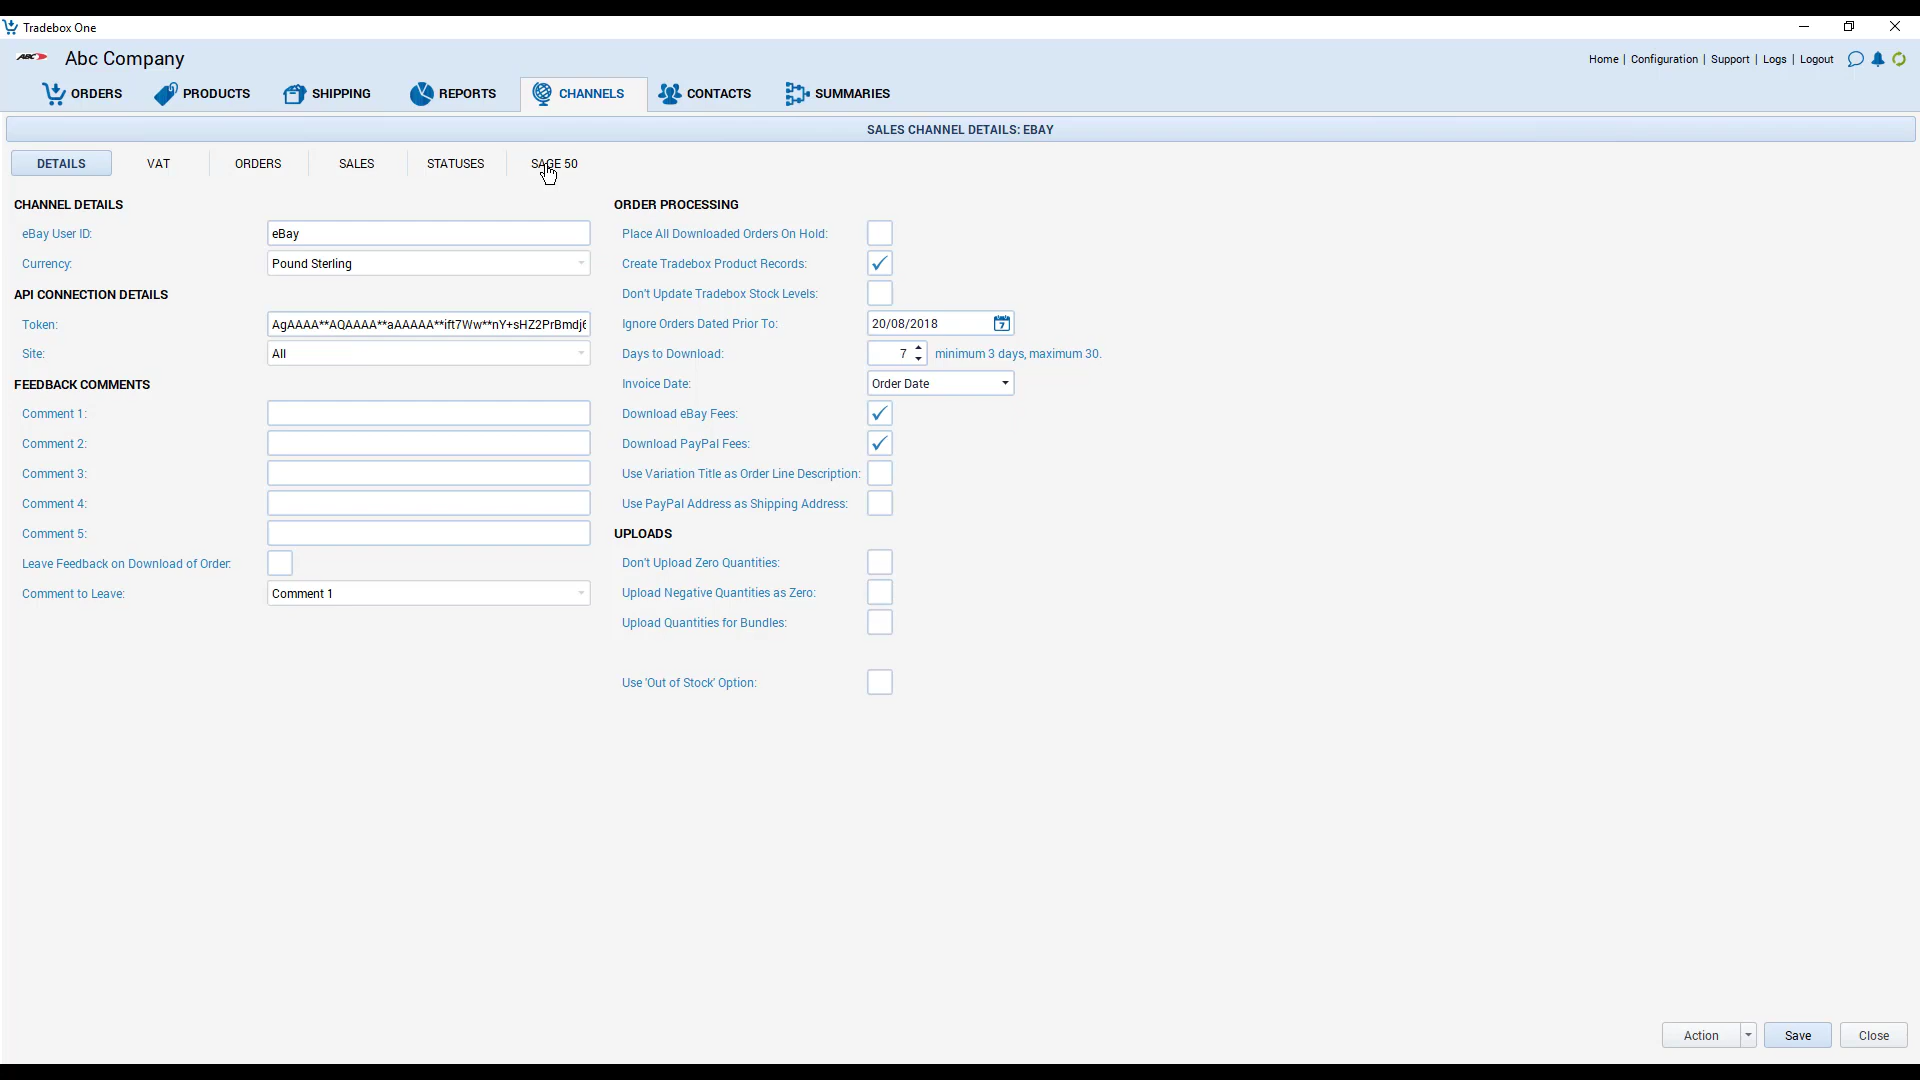 Tradebox One
ABC Abc Company
Home | Configuration | Support | Logs | Logout
ORDERS PRODUCTS SHIPPING REPORTS CHANNELS CONTACTS SUMMARIES
SALES CHANNEL DETAILS: EBAY
DETAILS VAT ORDERS SALES STATUSES SAGE 50
CHANNEL DETAILS
eBay User ID: eBay
Currency: Pound Sterling
API CONNECTION DETAILS
Token: AgAAAA**AQAAAA**aAAAAA**ift7Ww**nY+sHZ2PrBmdj6
Site: All
FEEDBACK COMMENTS
Comment 1:
Comment 2:
Comment 3:
Comment 4:
Comment 5:
Leave Feedback on Download of Order:
Comment to Leave: Comment 1
ORDER PROCESSING
Place All Downloaded Orders On Hold:
Create Tradebox Product Records:
Don't Update Tradebox Stock Levels:
Ignore Orders Dated Prior To: 20/08/2018 7
Days to Download: 7 minimum 3 days, maximum 30.
Invoice Date: Order Date
Download eBay Fees:
Download PayPal Fees:
Use Variation Title as Order Line Description:
Use PayPal Address as Shipping Address:
UPLOADS
Don't Upload Zero Quantities:
Upload Negative Quantities as Zero:
Upload Quantities for Bundles:
Use 'Out of Stock' Option:
Action Save Close